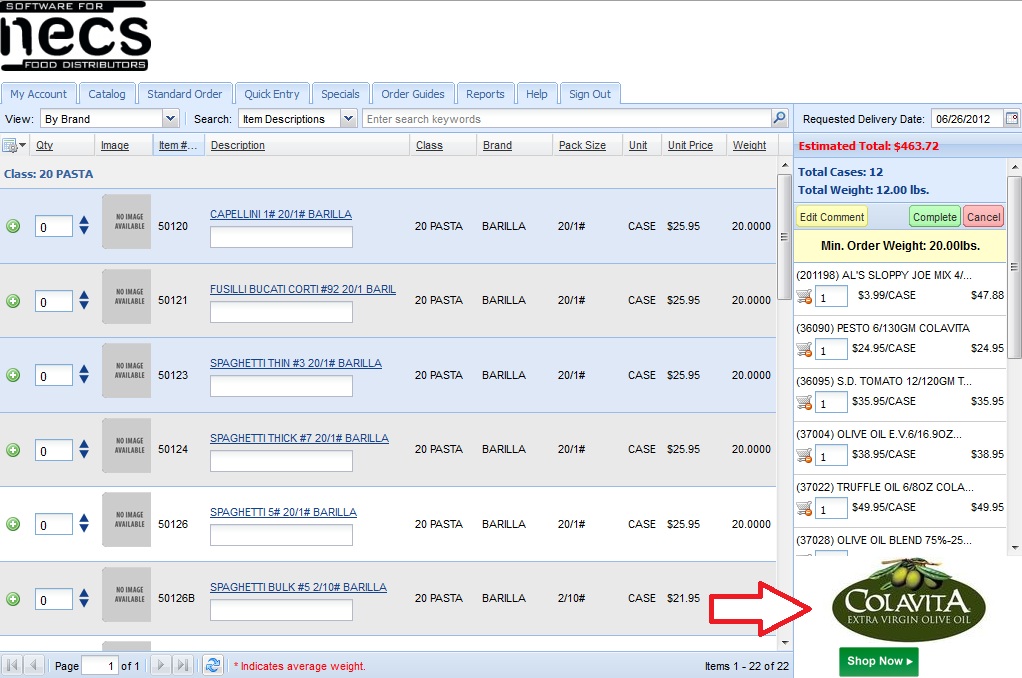 SOFTWARE FOR
necs
FOOD DISTRIBUTORS
My Account Catalog Standard Order Quick Entry Specials Order Guides Reports Help Sign Out
View: By Brand Search: Item Descriptions Enter search keywords
Requested Delivery Date: 06/26/2012
Qty Image Item #... Description Class Brand Pack Size Unit Unit Price Weight
Class: 20 PASTA
0 NO IMAGE AVAILABLE 50120 CAPELLINI 1# 20/1# BARILLA 20 PASTA BARILLA 20/1# CASE $25.95 20.0000
0 NO IMAGE AVAILABLE 50121 FUSILLI BUCATI CORTI #92 20/1 BARIL 20 PASTA BARILLA 20/1# CASE $25.95 20.0000
0 NO IMAGE AVAILABLE 50123 SPAGHETTI THIN #3 20/1# BARILLA 20 PASTA BARILLA 20/1# CASE $25.95 20.0000
0 NO IMAGE AVAILABLE 50124 SPAGHETTI THICK #7 20/1# BARILLA 20 PASTA BARILLA 20/1# CASE $25.95 20.0000
0 NO IMAGE AVAILABLE 50126 SPAGHETTI 5# 20/1# BARILLA 20 PASTA BARILLA 20/1# CASE $25.95 20.0000
0 NO IMAGE AVAILABLE 50126B SPAGHETTI BULK #5 2/10# BARILLA 20 PASTA BARILLA 2/10# CASE $21.95
Page 1 of 1 * Indicates average weight. Items 1 - 22 of 22
Estimated Total: $463.72
Total Cases: 12
Total Weight: 12.00 lbs.
Edit Comment Complete Cancel
Min. Order Weight: 20.00lbs.
(201198) AL'S SLOPPY JOE MIX 4/...
1 $3.99/CASE $47.88
(36090) PESTO 6/130GM COLAVITA
1 $24.95/CASE $24.95
(36095) S.D. TOMATO 12/120GM T...
1 $35.95/CASE $35.95
(37004) OLIVE OIL E.V.6/16.9OZ...
1 $38.95/CASE $38.95
(37022) TRUFFLE OIL 6/8OZ COLA...
1 $49.95/CASE $49.95
(37028) OLIVE OIL BLEND 75%-25...
COLAVITA
EXTRA VIRGIN OLIVE OIL
Shop Now